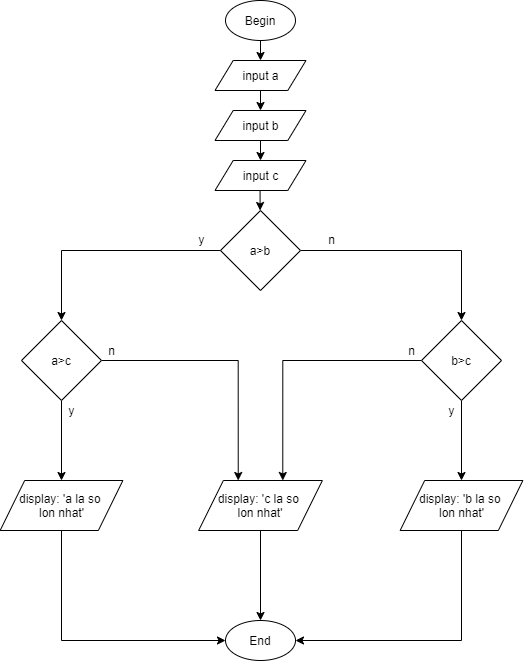 Begin
input a
input b
input c
a>b
y
n
a>c
n
y
b>c
n
y
display: 'a la so
lon nhat'
display: 'c la so
lon nhat'
display: 'b la so
lon nhat'
End